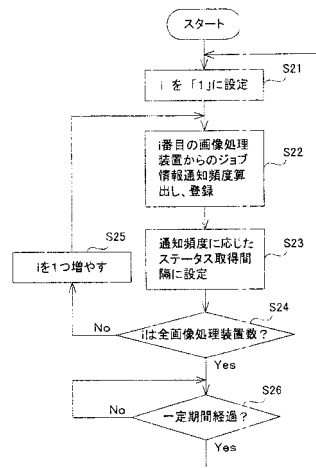 スタート
S21
i を「1」に設定
S22
i番目の画像処理
装置からのジョブ
情報通知頻度算
出し、登録
S25
iを1つ増やす
S23
通知頻度に応じた
ステータス取得間
隔に設定
S24
No
iは全画像処理装置数？
Yes
S26
No
一定期間経過？
Yes